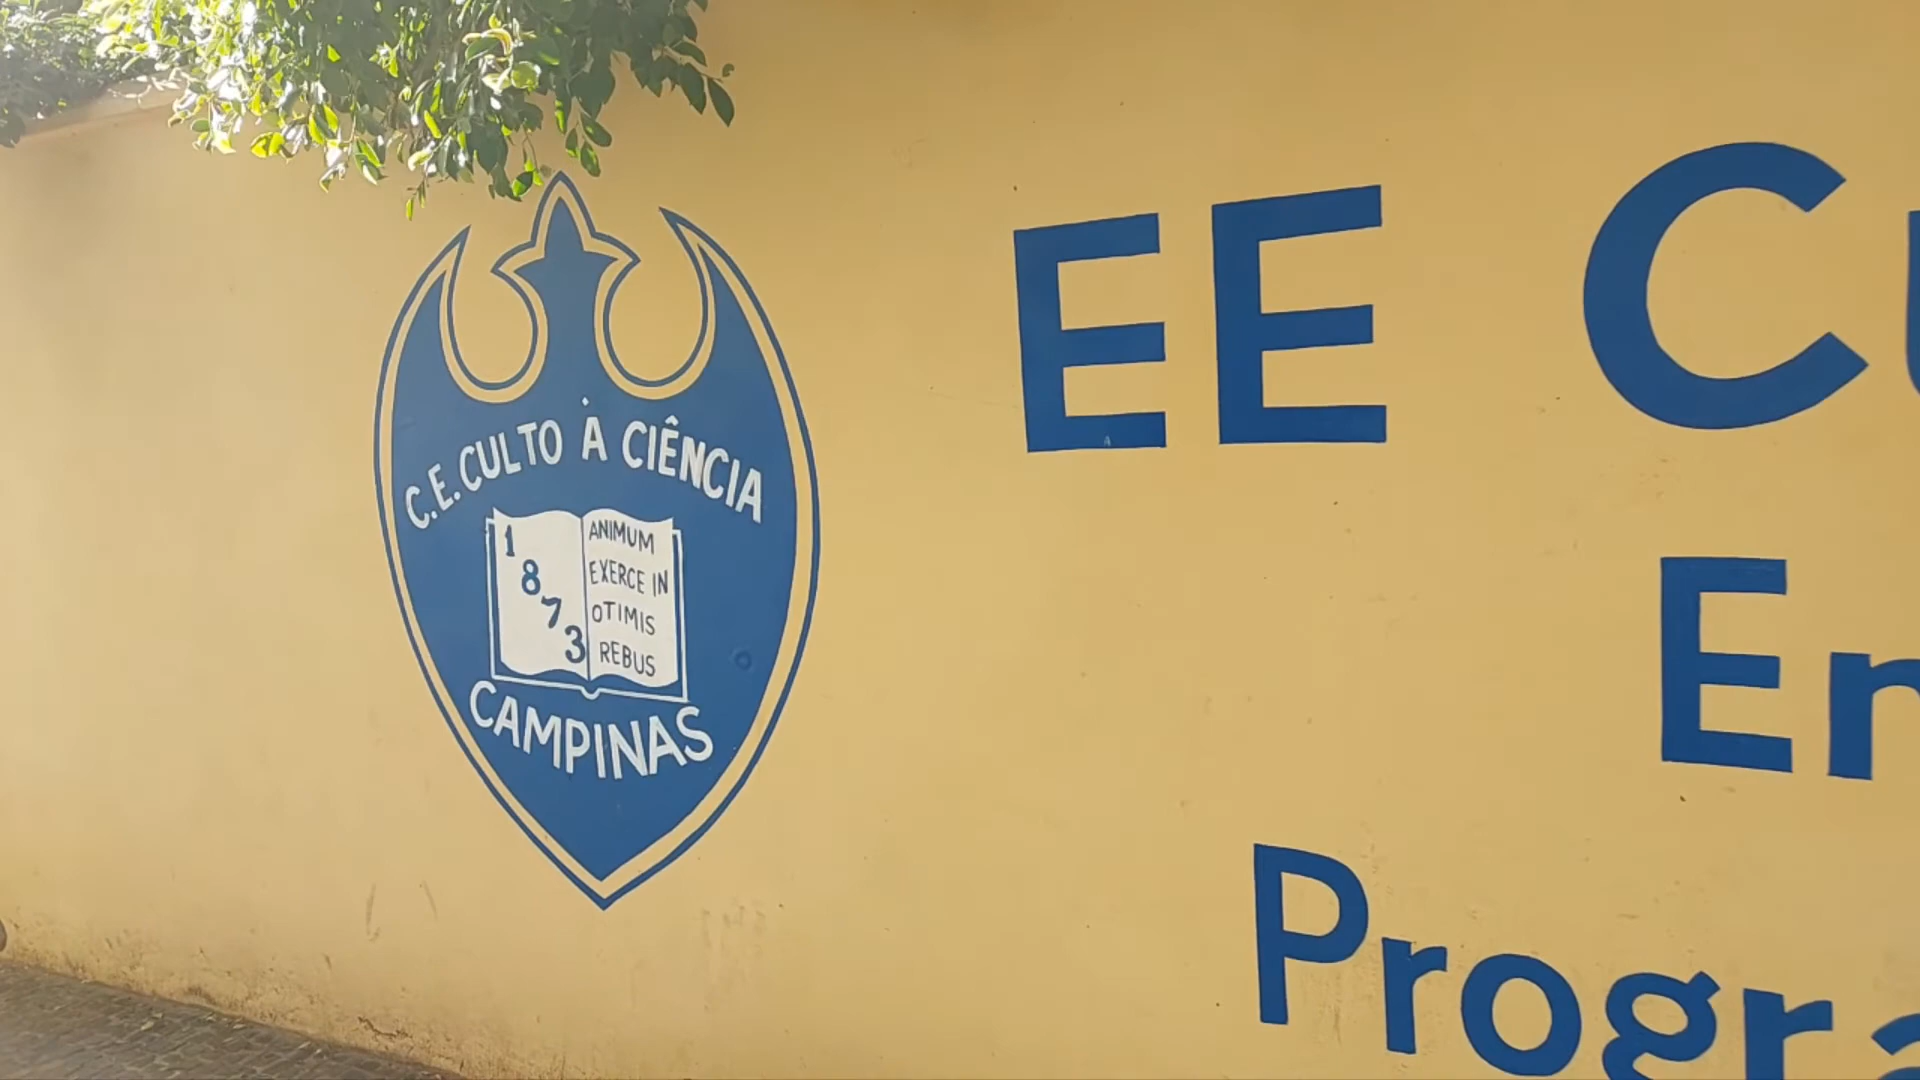 C.E. CULTO À CIÊNCIA
1873
ANIMUM
EXERCE IN
OTIMIS
REBUS
CAMPINAS
EE